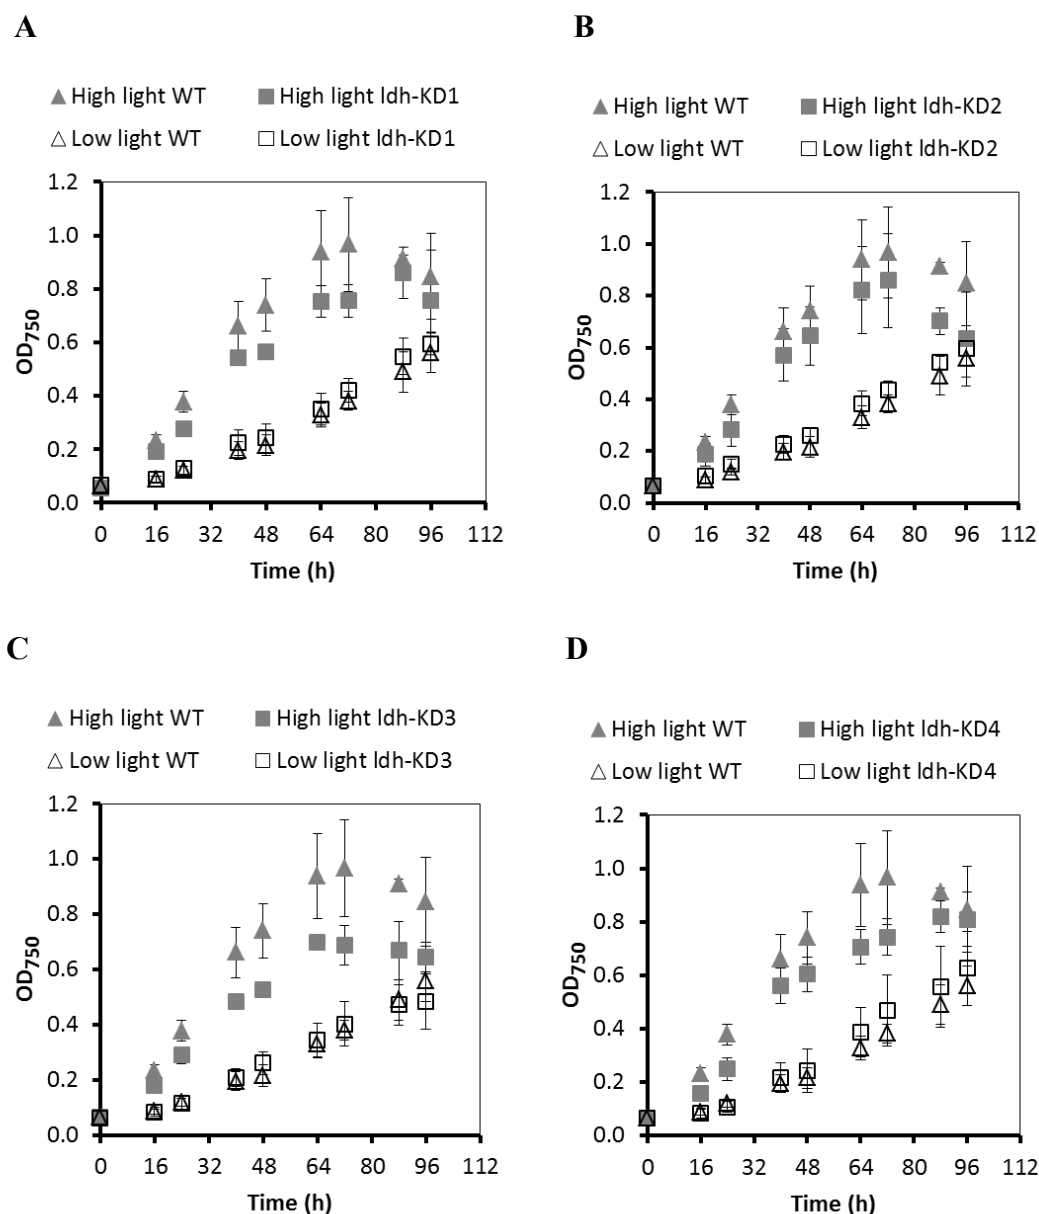 A
High light WT
High light ldh-KD1
Low light WT
Low light ldh-KD1
1.2
1.0
0.8
0.6
0.4
0.2
0.0
OD750
0 16 32 48 64 80 96 112
Time (h)
B
High light WT
High light ldh-KD2
Low light WT
Low light ldh-KD2
1.2
1.0
0.8
0.6
0.4
0.2
0.0
OD750
0 16 32 48 64 80 96 112
Time (h)
C
High light WT
High light ldh-KD3
Low light WT
Low light ldh-KD3
1.2
1.0
0.8
0.6
0.4
0.2
0.0
OD750
0 16 32 48 64 80 96 112
Time (h)
D
High light WT
High light ldh-KD4
Low light WT
Low light ldh-KD4
1.2
1.0
0.8
0.6
0.4
0.2
0.0
OD750
0 16 32 48 64 80 96 112
Time (h)